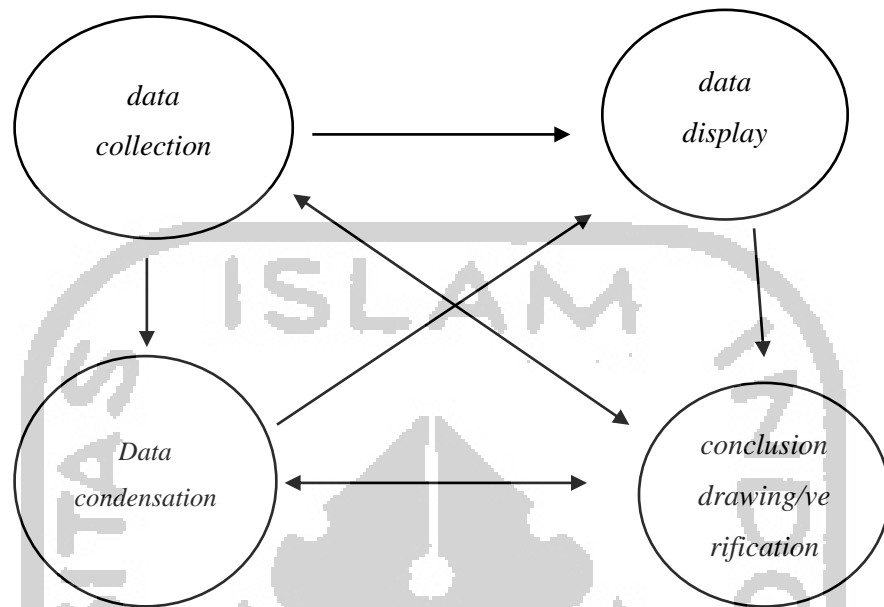 data
collection
data
display
ISLAM
Data
condensation
conclusion
drawing/ve
rification